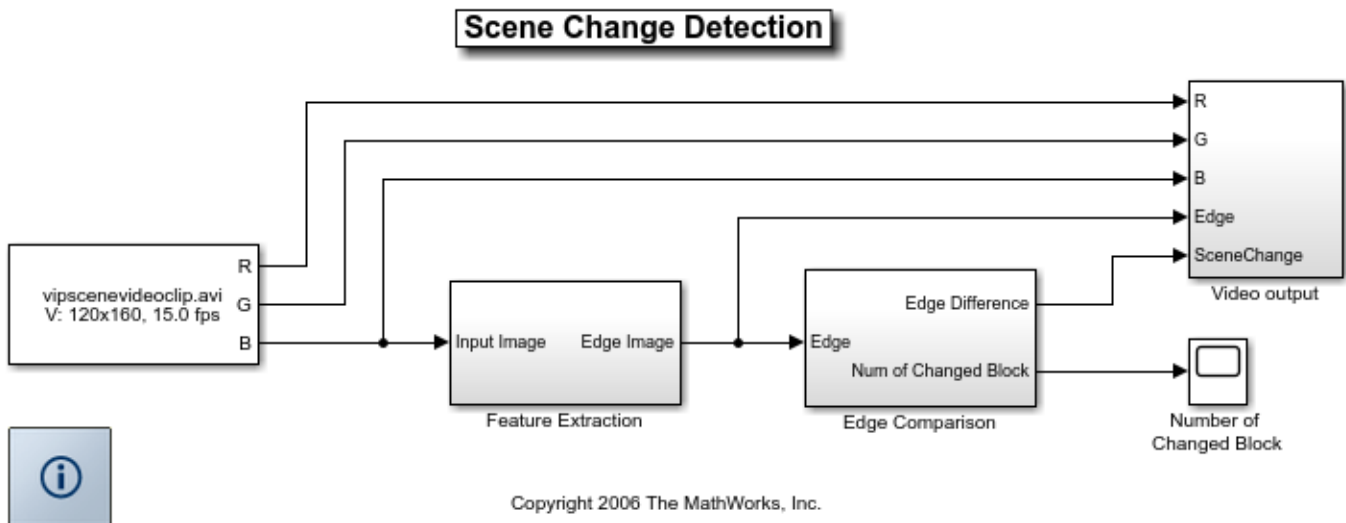 Scene Change Detection
R
G
B
Edge
SceneChange
Video output
vipscenevideoclip.avi
V: 120x160, 15.0 fps
R
G
B
Input Image
Edge Image
Feature Extraction
Edge
Edge Difference
Num of Changed Block
Edge Comparison
Number of
Changed Block
i
Copyright 2006 The MathWorks, Inc.